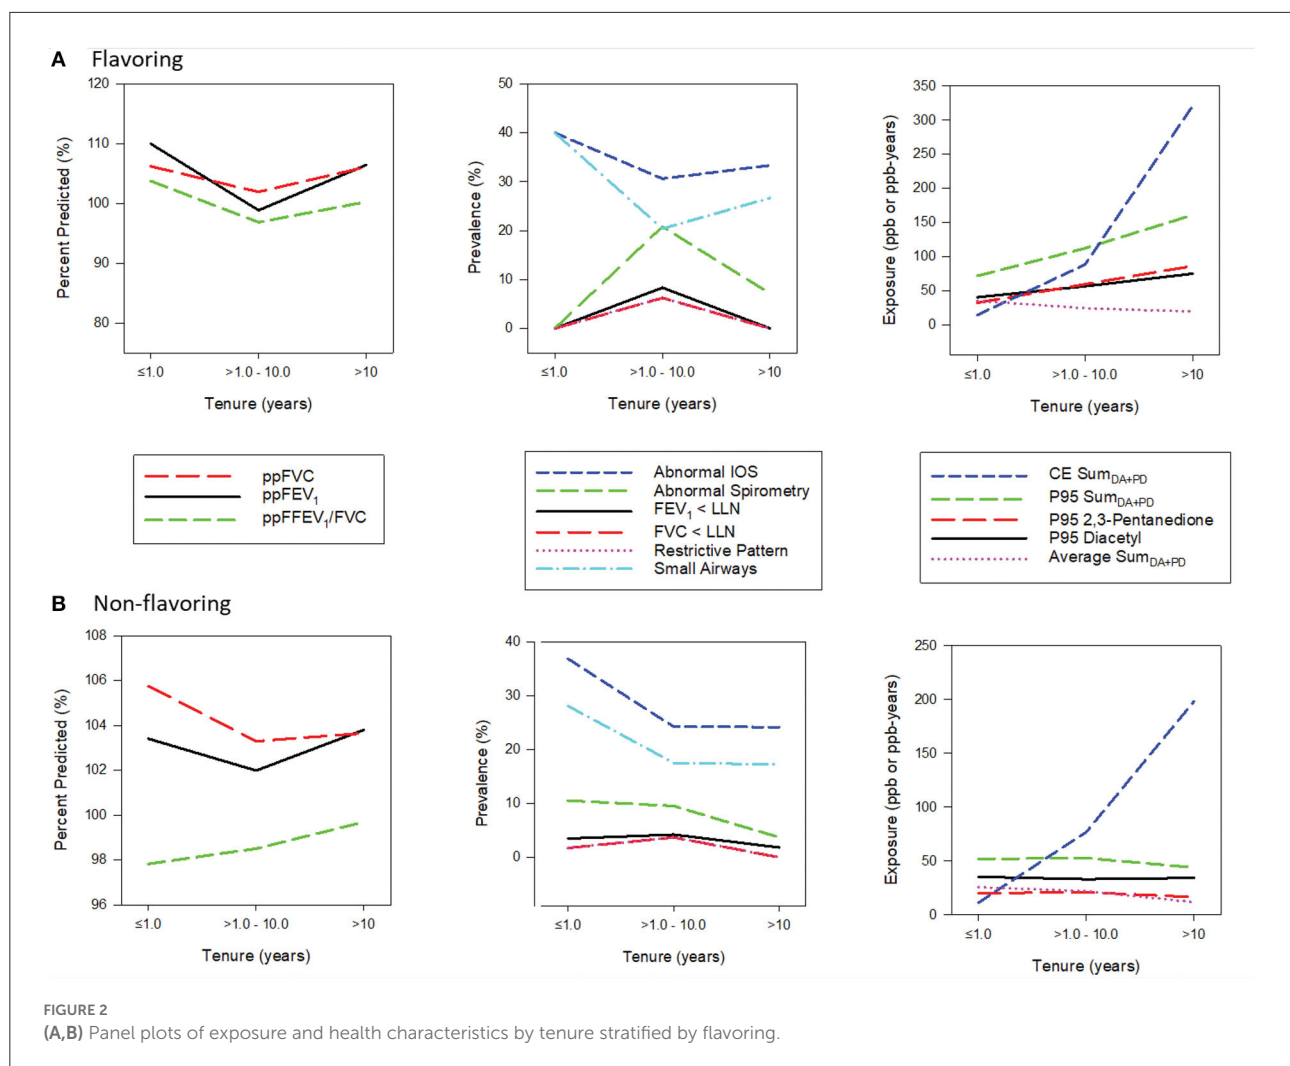 A Flavoring
120
110
100
90
80
Percent Predicted (%)
≤1.0 >1.0 - 10.0 >10
Tenure (years)
50
40
30
20
10
0
Prevalence (%)
≤1.0 >1.0 - 10.0 >10
Tenure (years)
350
300
250
200
150
100
50
0
Exposure (ppb or ppb-years)
≤1.0 >1.0 - 10.0 >10
Tenure (years)
ppFVC
ppFEV1
ppFFEV1/FVC
Abnormal IOS
Abnormal Spirometry
FEV1 < LLN
FVC < LLN
Restrictive Pattern
Small Airways
CE SumDA+PD
P95 SumDA+PD
P95 2,3-Pentanedione
P95 Diacetyl
Average SumDA+PD
B Non-flavoring
108
106
104
102
100
98
96
Percent Predicted (%)
≤1.0 >1.0 - 10.0 >10
Tenure (years)
40
30
20
10
0
Prevalence (%)
≤1.0 >1.0 - 10.0 >10
Tenure (years)
250
200
150
100
50
0
Exposure (ppb or ppb-years)
≤1.0 >1.0 - 10.0 >10
Tenure (years)
FIGURE 2
(A,B) Panel plots of exposure and health characteristics by tenure stratified by flavoring.